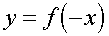 y = f(−x)